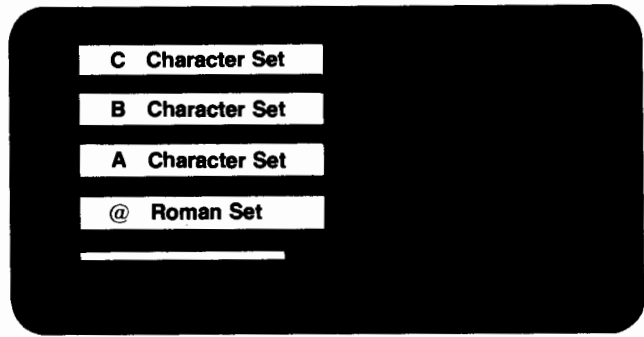 C Character Set
B Character Set
A Character Set
@ Roman Set